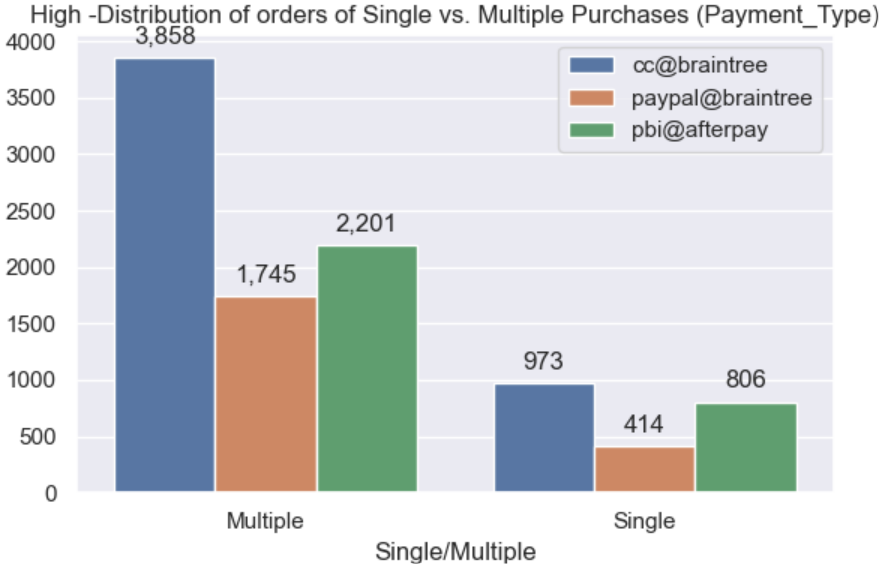 High -Distribution of orders of Single vs. Multiple Purchases (Payment_Type)
4000
3500
3000
2500
2000
1500
1000
500
0
3,858
1,745
2,201
973
414
806
cc@braintree
paypal@braintree
pbi@afterpay
Multiple
Single
Single/Multiple